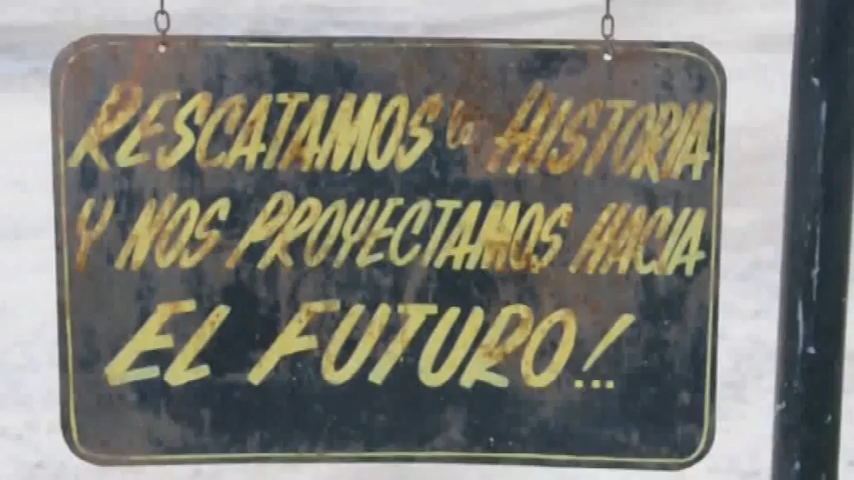 RESCATAMOS la HISTORIA
Y NOS PROYECTAMOS HACIA
EL FUTURO!...